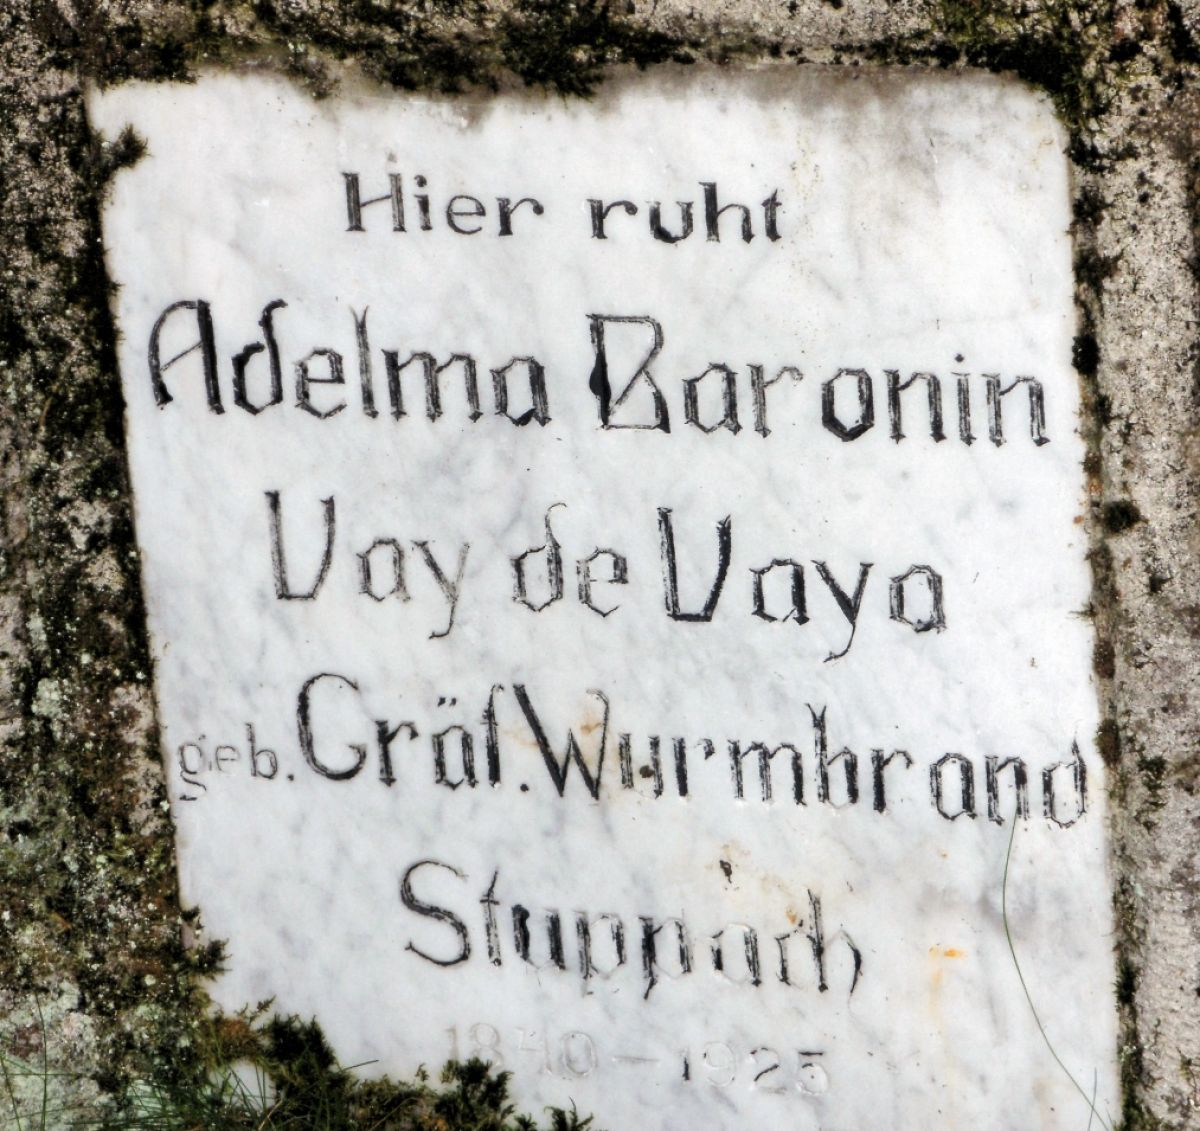 Hier ruht
Adelma Baronin
Vay de Vaya
geb. Gräf. Wurmbrand
Stuppach
1840 – 1925